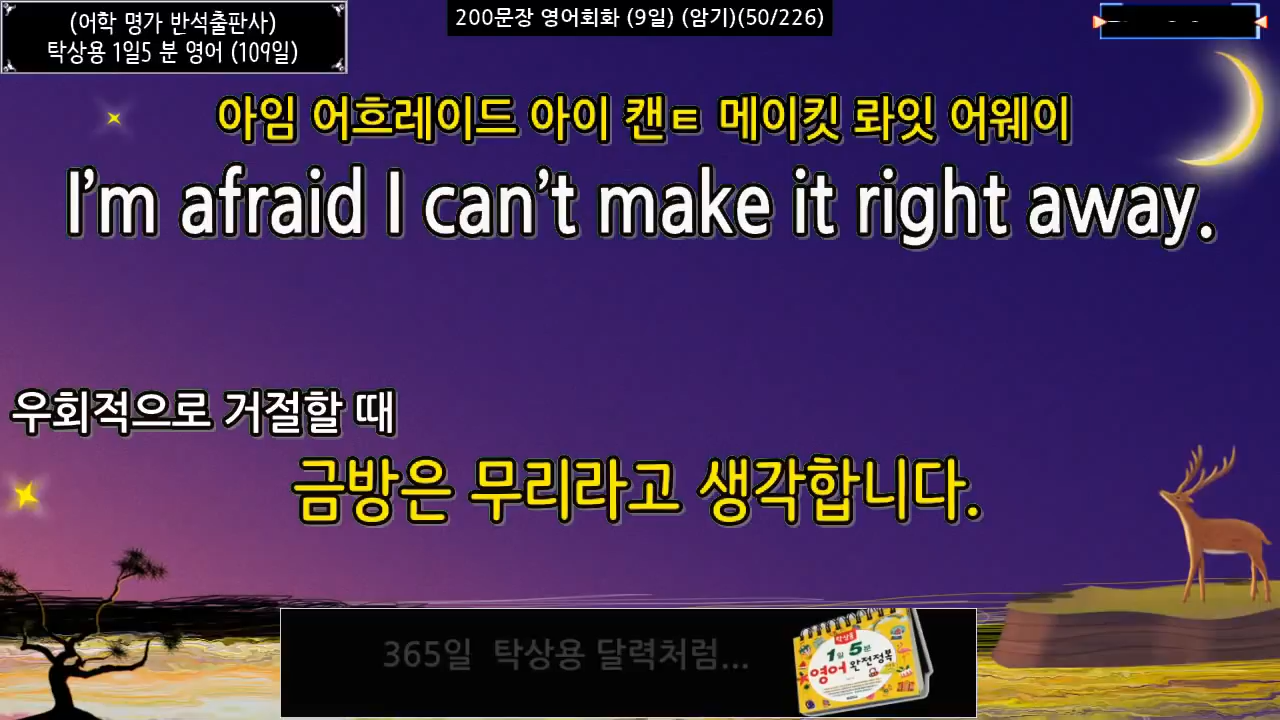 (어학 명가 반석출판사)
탁상용 1일5 분 영어 (109일)
200문장 영어회화 (9일) (암기)(50/226)
아임 어흐레이드 아이 캔ㅌ 메이킷 롸잇 어웨이
I'm afraid I can't make it right away.
우회적으로 거절할 때
금방은 무리라고 생각합니다.
365일 탁상용 달력처럼...
탁상용
1일 5분
영어 완전정복